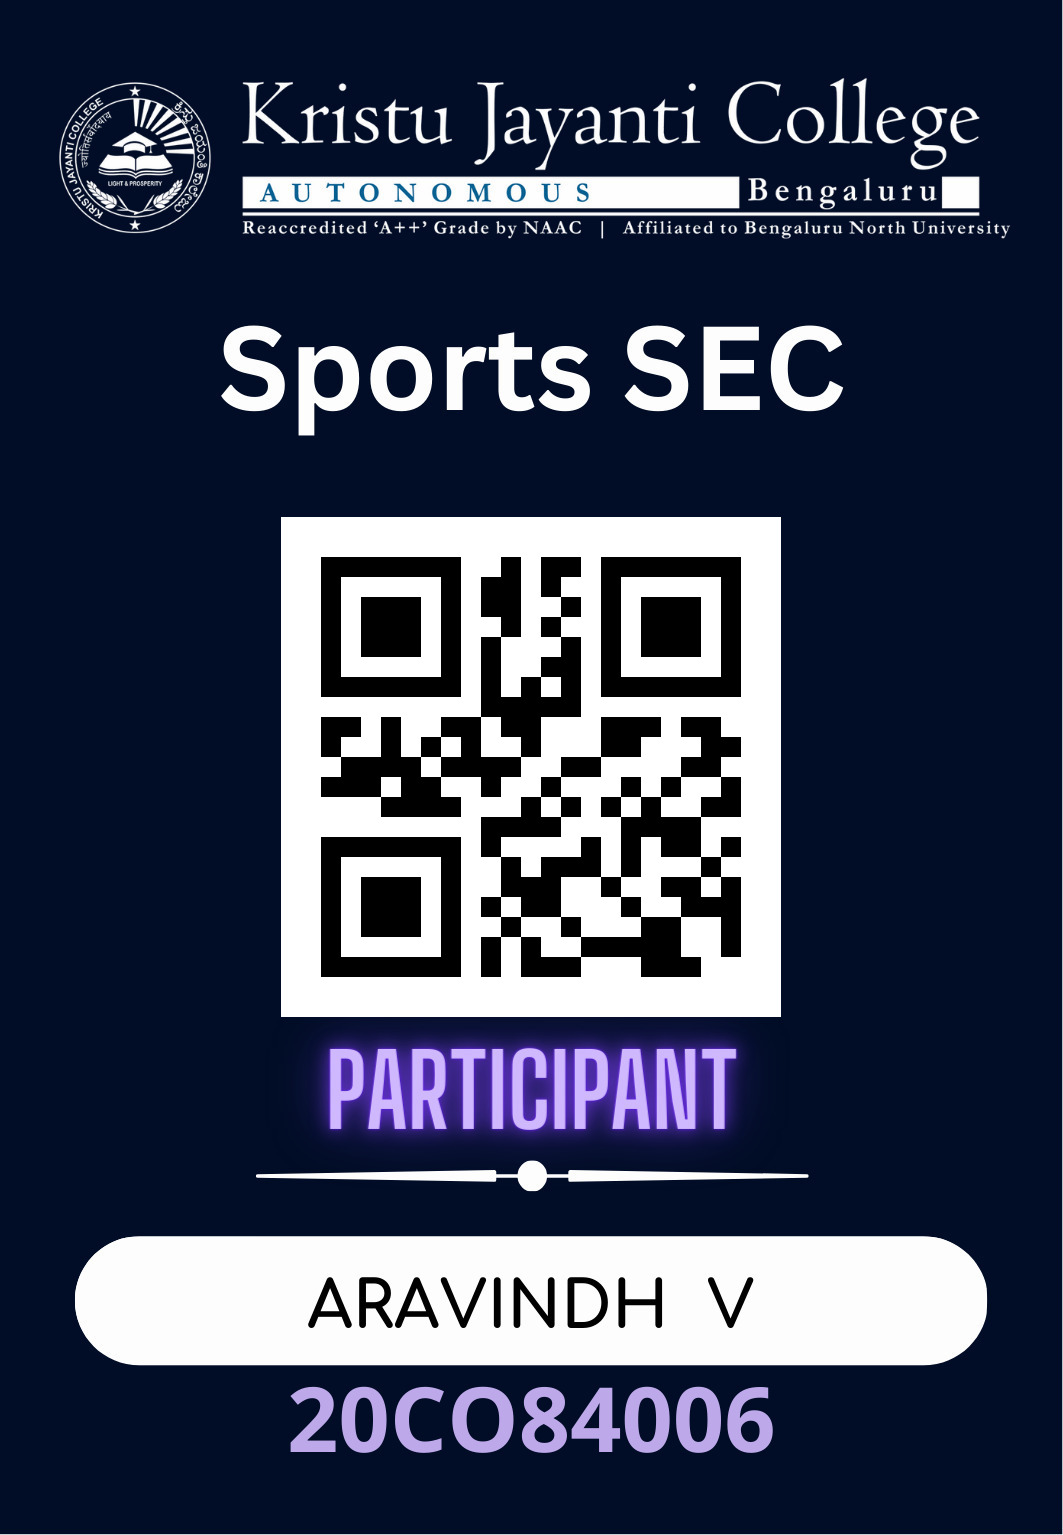 Kristu Jayanti College
AUTONOMOUS Bengaluru
Reaccredited ‘A++’ Grade by NAAC | Affiliated to Bengaluru North University
KRISTU JAYANTI COLLEGE
LIGHT & PROSPERITY
Sports SEC
PARTICIPANT
ARAVINDH V
20CO84006